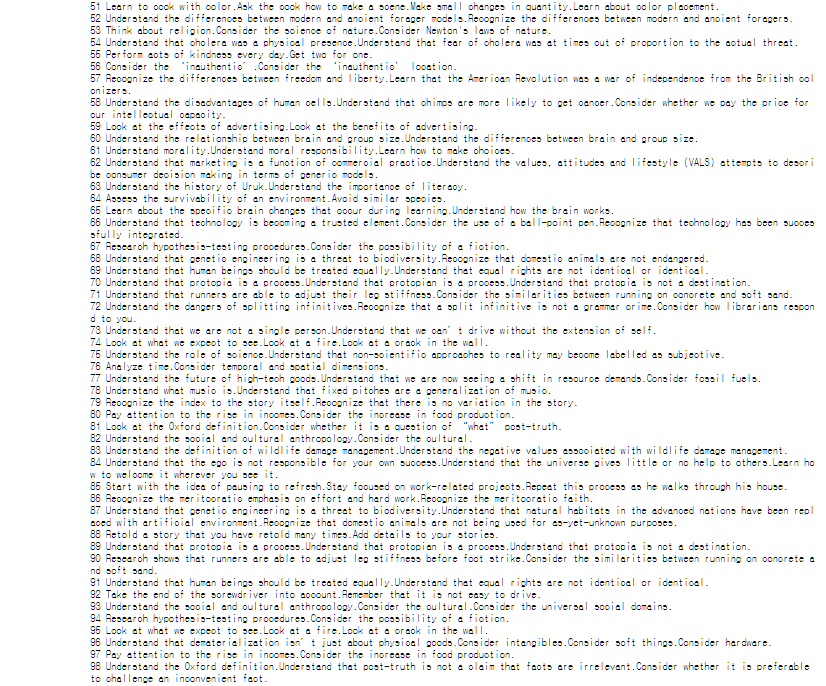 51 Learn to cook with color.Ask the cook how to make a scene.Make small changes in quantity.Learn about color placement.
52 Understand the differences between modern and ancient forager models.Recognize the differences between modern and ancient foragers.
53 Think about religion.Consider the science of nature.Consider Newton's laws of nature.
54 Understand that cholera was a physical presence.Understand that fear of cholera was at times out of proportion to the actual threat.
55 Perform acts of kindness every day.Get two for one.
56 Consider the 'inauthentic'.Consider the 'inauthentic' location.
57 Recognize the differences between freedom and liberty.Learn that the American Revolution was a war of independence from the British col
onizers.
58 Understand the disadvantages of human cells.Understand that chimps are more likely to get cancer.Consider whether we pay the price for
our intellectual capacity.
59 Look at the effects of advertising.Look at the benefits of advertising.
60 Understand the relationship between brain and group size.Understand the differences between brain and group size.
61 Understand morality.Understand moral responsibility.Learn how to make choices.
62 Understand that marketing is a function of commercial practice.Understand the values, attitudes and lifestyle (VALS) attempts to descri
be consumer decision making in terms of generic models.
63 Understand the history of Uruk.Understand the importance of literacy.
64 Assess the survivability of an environment.Avoid similar species.
65 Learn about the specific brain changes that occur during learning.Understand how the brain works.
66 Understand that technology is becoming a trusted element.Consider the use of a ball-point pen.Recognize that technology has been succes
sfully integrated.
67 Research hypothesis-testing procedures.Consider the possibility of a fiction.
68 Understand that genetic engineering is a threat to biodiversity.Recognize that domestic animals are not endangered.
69 Understand that human beings should be treated equally.Understand that equal rights are not identical or identical.
70 Understand that protopia is a process.Understand that protopian is a process.Understand that protopia is not a destination.
71 Understand that runners are able to adjust their leg stiffness.Consider the similarities between running on concrete and soft sand.
72 Understand the dangers of splitting infinitives.Recognize that a split infinitive is not a grammar crime.Consider how librarians respon
d to you.
73 Understand that we are not a single person.Understand that we can't drive without the extension of self.
74 Look at what we expect to see.Look at a fire.Look at a crack in the wall.
75 Understand the role of science.Understand that non-scientific approaches to reality may become labelled as subjective.
76 Analyze time.Consider temporal and spatial dimensions.
77 Understand the future of high-tech goods.Understand that we are now seeing a shift in resource demands.Consider fossil fuels.
78 Understand what music is.Understand that fixed pitches are a generalization of music.
79 Recognize the index to the story itself.Recognize that there is no variation in the story.
80 Pay attention to the rise in incomes.Consider the increase in food production.
81 Look at the Oxford definition.Consider whether it is a question of "what" post-truth.
82 Understand the social and cultural anthropology.Consider the cultural.
83 Understand the definition of wildlife damage management.Understand the negative values associated with wildlife damage management.
84 Understand that the ego is not responsible for your own success.Understand that the universe gives little or no help to others.Learn ho
w to welcome it wherever you see it.
85 Start with the idea of pausing to refresh.Stay focused on work-related projects.Repeat this process as he walks through his house.
86 Recognize the meritocratic emphasis on effort and hard work.Recognize the meritocratic faith.
87 Understand that genetic engineering is a threat to biodiversity.Understand that natural habitats in the advanced nations have been repl
aced with artificial environment.Recognize that domestic animals are not being used for as-yet-unknown purposes.
88 Retold a story that you have retold many times.Add details to your stories.
89 Understand that protopia is a process.Understand that protopian is a process.Understand that protopia is not a destination.
90 Research shows that runners are able to adjust leg stiffness before foot strike.Consider the similarities between running on concrete a
nd soft sand.
91 Understand that human beings should be treated equally.Understand that equal rights are not identical or identical.
92 Take the end of the screwdriver into account.Remember that it is not easy to drive.
93 Understand the social and cultural anthropology.Consider the cultural.Consider the universal social domains.
94 Research hypothesis-testing procedures.Consider the possibility of a fiction.
95 Look at what we expect to see.Look at a fire.Look at a crack in the wall.
96 Understand that dematerialization isn't just about physical goods.Consider intangibles.Consider soft things.Consider hardware.
97 Pay attention to the rise in incomes.Consider the increase in food production.
98 Understand the Oxford definition.Understand that post-truth is not a claim that facts are irrelevant.Consider whether it is preferable
to challenge an inconvenient fact.